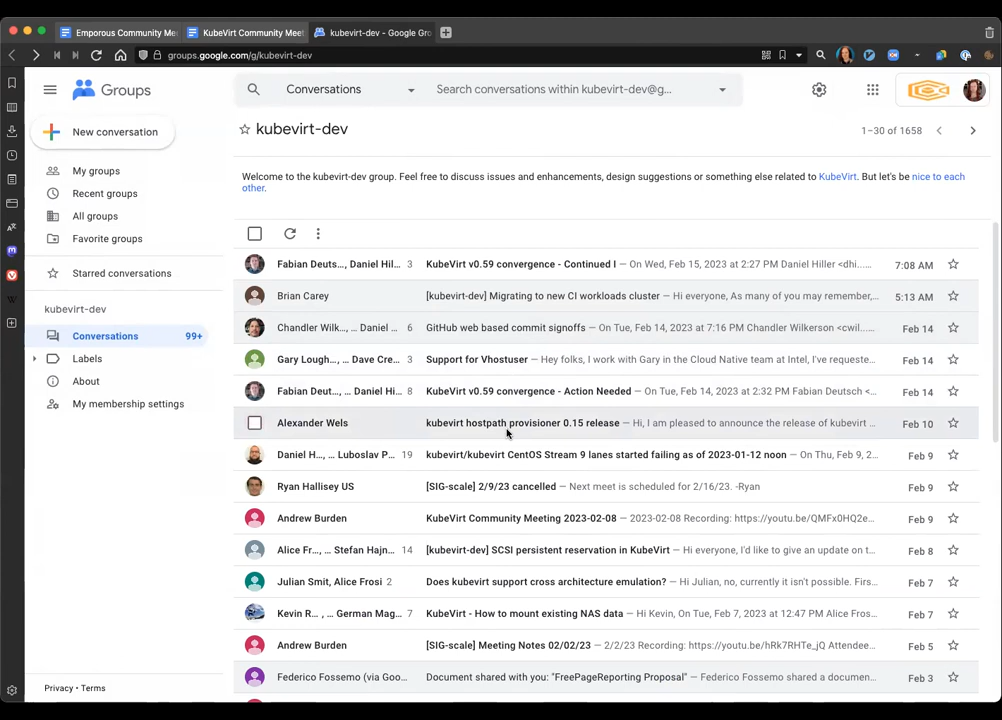 Emporous Community Me
KubeVirt Community Meet
kubevirt-dev - Google Gro
groups.google.com/g/kubevirt-dev
Groups
Conversations
Search conversations within kubevirt-dev@g...
New conversation
My groups
Recent groups
All groups
Favorite groups
Starred conversations
kubevirt-dev
Conversations 99+
Labels
About
My membership settings
Privacy • Terms
kubevirt-dev
1–30 of 1658
Welcome to the kubevirt-dev group. Feel free to discuss issues and enhancements, design suggestions or something else related to KubeVirt. But let's be nice to each
other.
Fabian Deuts…, Daniel Hil… 3 KubeVirt v0.59 convergence - Continued I — On Wed, Feb 15, 2023 at 2:27 PM Daniel Hiller <dhi.… 7:08 AM
Brian Carey [kubevirt-dev] Migrating to new CI workloads cluster — Hi everyone, As many of you may remember,… 5:13 AM
Chandler Wilk…, … Daniel … 6 GitHub web based commit signoffs — On Tue, Feb 14, 2023 at 7:16 PM Chandler Wilkerson <cwil.… Feb 14
Gary Lough…, … Dave Cre… 3 Support for Vhostuser — Hey folks, I work with Gary in the Cloud Native team at Intel, I've requeste… Feb 14
Fabian Deut…, … Daniel Hi… 8 KubeVirt v0.59 convergence - Action Needed — On Tue, Feb 14, 2023 at 2:32 PM Fabian Deutsch <… Feb 14
Alexander Wels kubevirt hostpath provisioner 0.15 release — Hi, I am pleased to announce the release of kubevirt … Feb 10
Daniel H…, … Luboslav P… 19 kubevirt/kubevirt CentOS Stream 9 lanes started failing as of 2023-01-12 noon — On Thu, Feb 9, 2… Feb 9
Ryan Hallisey US [SIG-scale] 2/9/23 cancelled — Next meet is scheduled for 2/16/23. -Ryan Feb 9
Andrew Burden KubeVirt Community Meeting 2023-02-08 — 2023-02-08 Recording: https://youtu.be/QMFx0HQ2e… Feb 9
Alice Fr…, … Stefan Hajn… 14 [kubevirt-dev] SCSI persistent reservation in KubeVirt — Hi everyone, I'd like to give an update on t… Feb 8
Julian Smit, Alice Frosi 2 Does kubevirt support cross architecture emulation? — Hi Julian, no, currently it isn't possible. Firs… Feb 7
Kevin R… , … German Mag… 7 KubeVirt - How to mount existing NAS data — Hi Kevin, On Tue, Feb 7, 2023 at 12:47 PM Alice Fros… Feb 7
Andrew Burden [SIG-scale] Meeting Notes 02/02/23 — 2/2/23 Recording: https://youtu.be/hRk7RHTe_jQ Attendee… Feb 5
Federico Fossemo (via Goo… Document shared with you: "FreePageReporting Proposal" — Federico Fossemo shared a documen… Feb 3